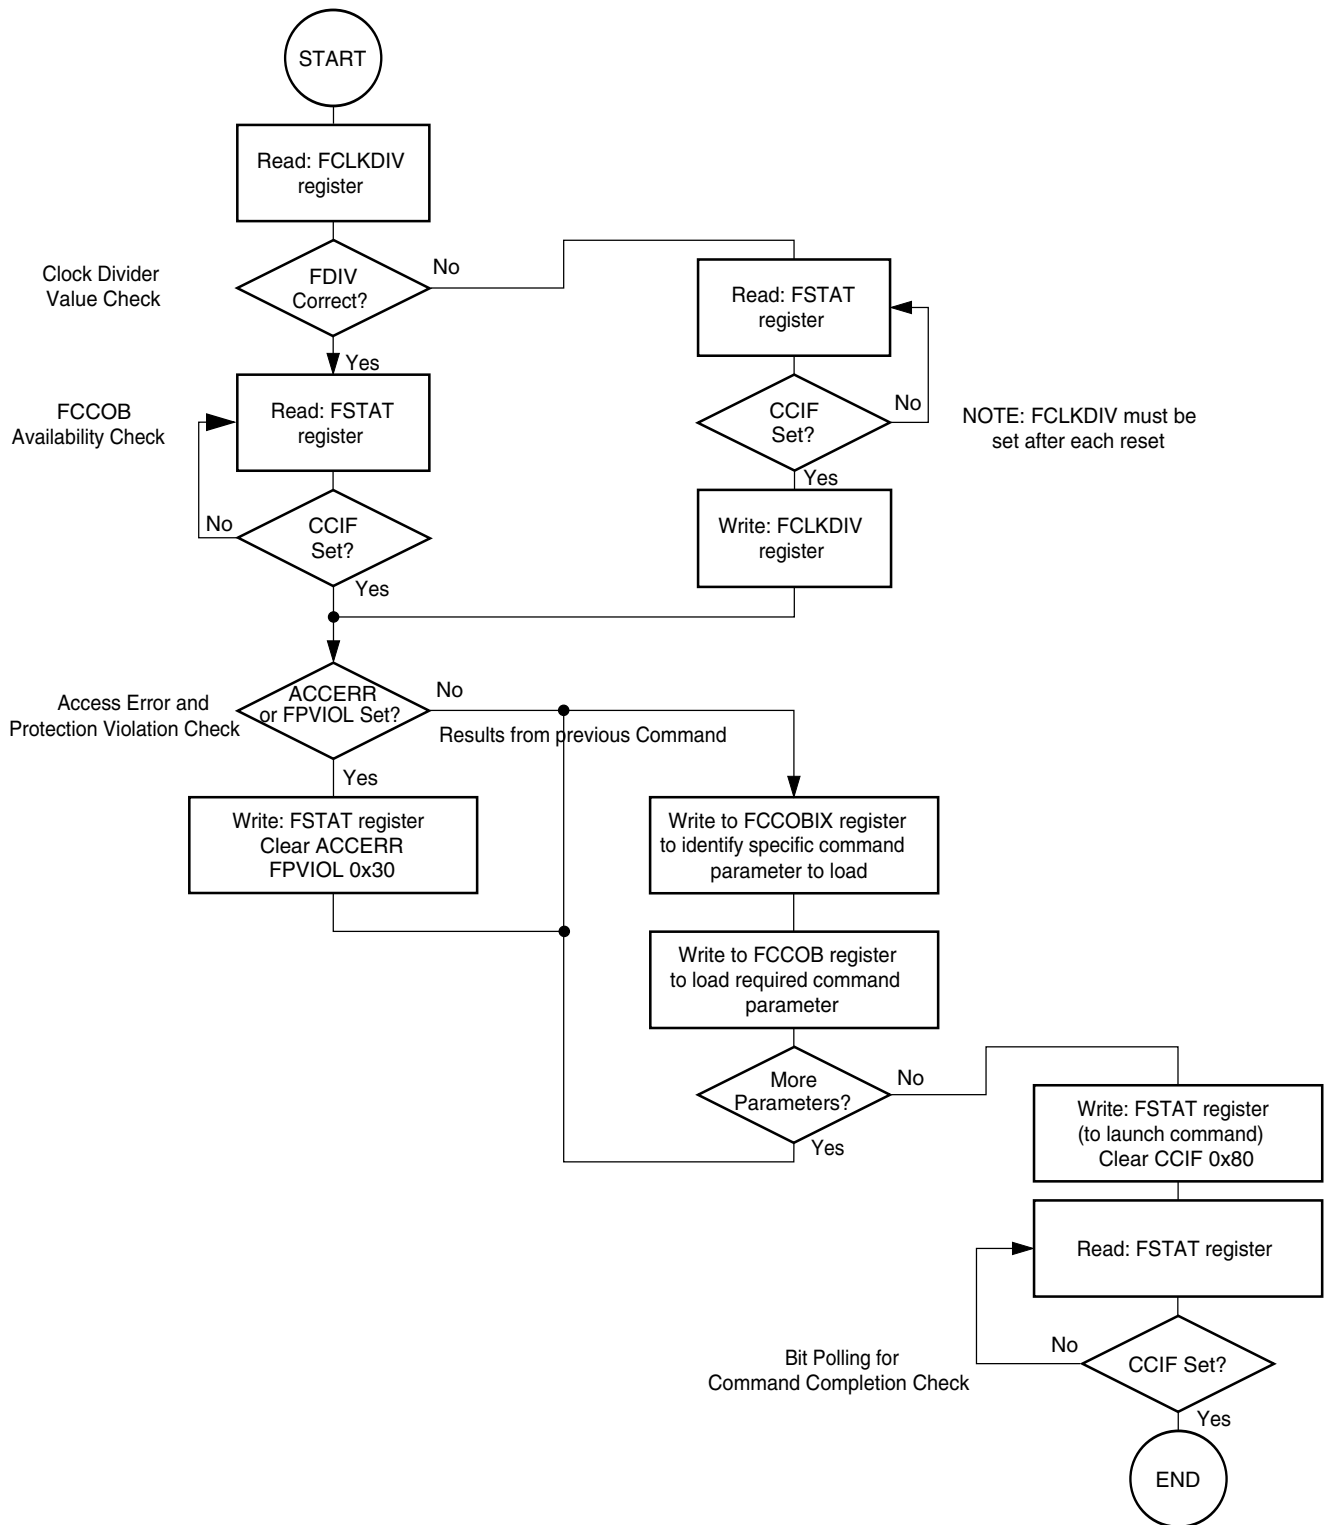 START
Read: FCLKDIV
register
Clock Divider
Value Check
FDIV
Correct?
No
Yes
Read: FSTAT
register
CCIF
Set?
No
Yes
NOTE: FCLKDIV must be
set after each reset
Write: FCLKDIV
register
FCCOB
Availability Check
Read: FSTAT
register
CCIF
Set?
No
Yes
Access Error and
Protection Violation Check
ACCERR
or FPVIOL Set?
No
Results from previous Command
Yes
Write: FSTAT register
Clear ACCERR
FPVIOL 0x30
Write to FCCOBIX register
to identify specific command
parameter to load
Write to FCCOB register
to load required command
parameter
More
Parameters?
No
Yes
Write: FSTAT register
(to launch command)
Clear CCIF 0x80
Read: FSTAT register
Bit Polling for
Command Completion Check
No
CCIF Set?
Yes
END